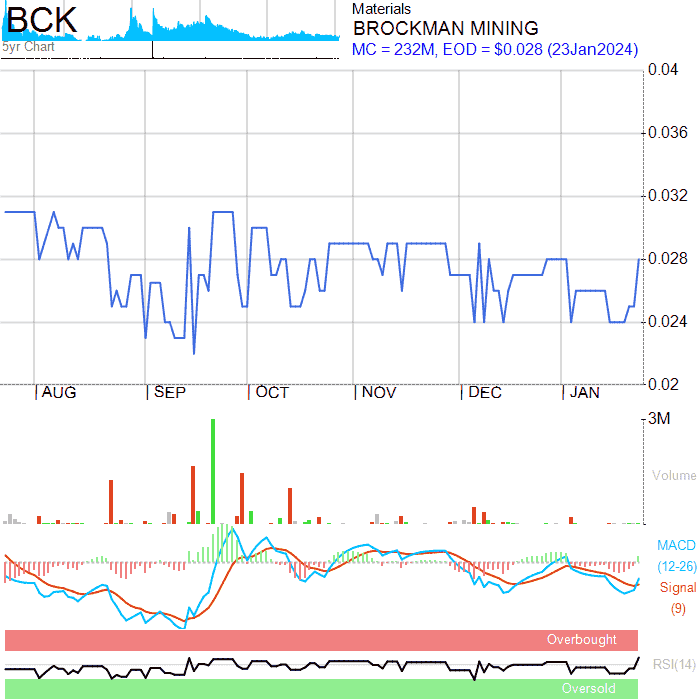 BCK
5yr Chart
Materials
BROCKMAN MINING
MC = 232M, EOD = $0.028 (23Jan2024)
0.04
0.036
0.032
0.028
0.024
0.02
AUG SEP OCT NOV DEC JAN
3M
Volume
MACD
(12-26)
Signal
(9)
Overbought
RSI(14)
Oversold